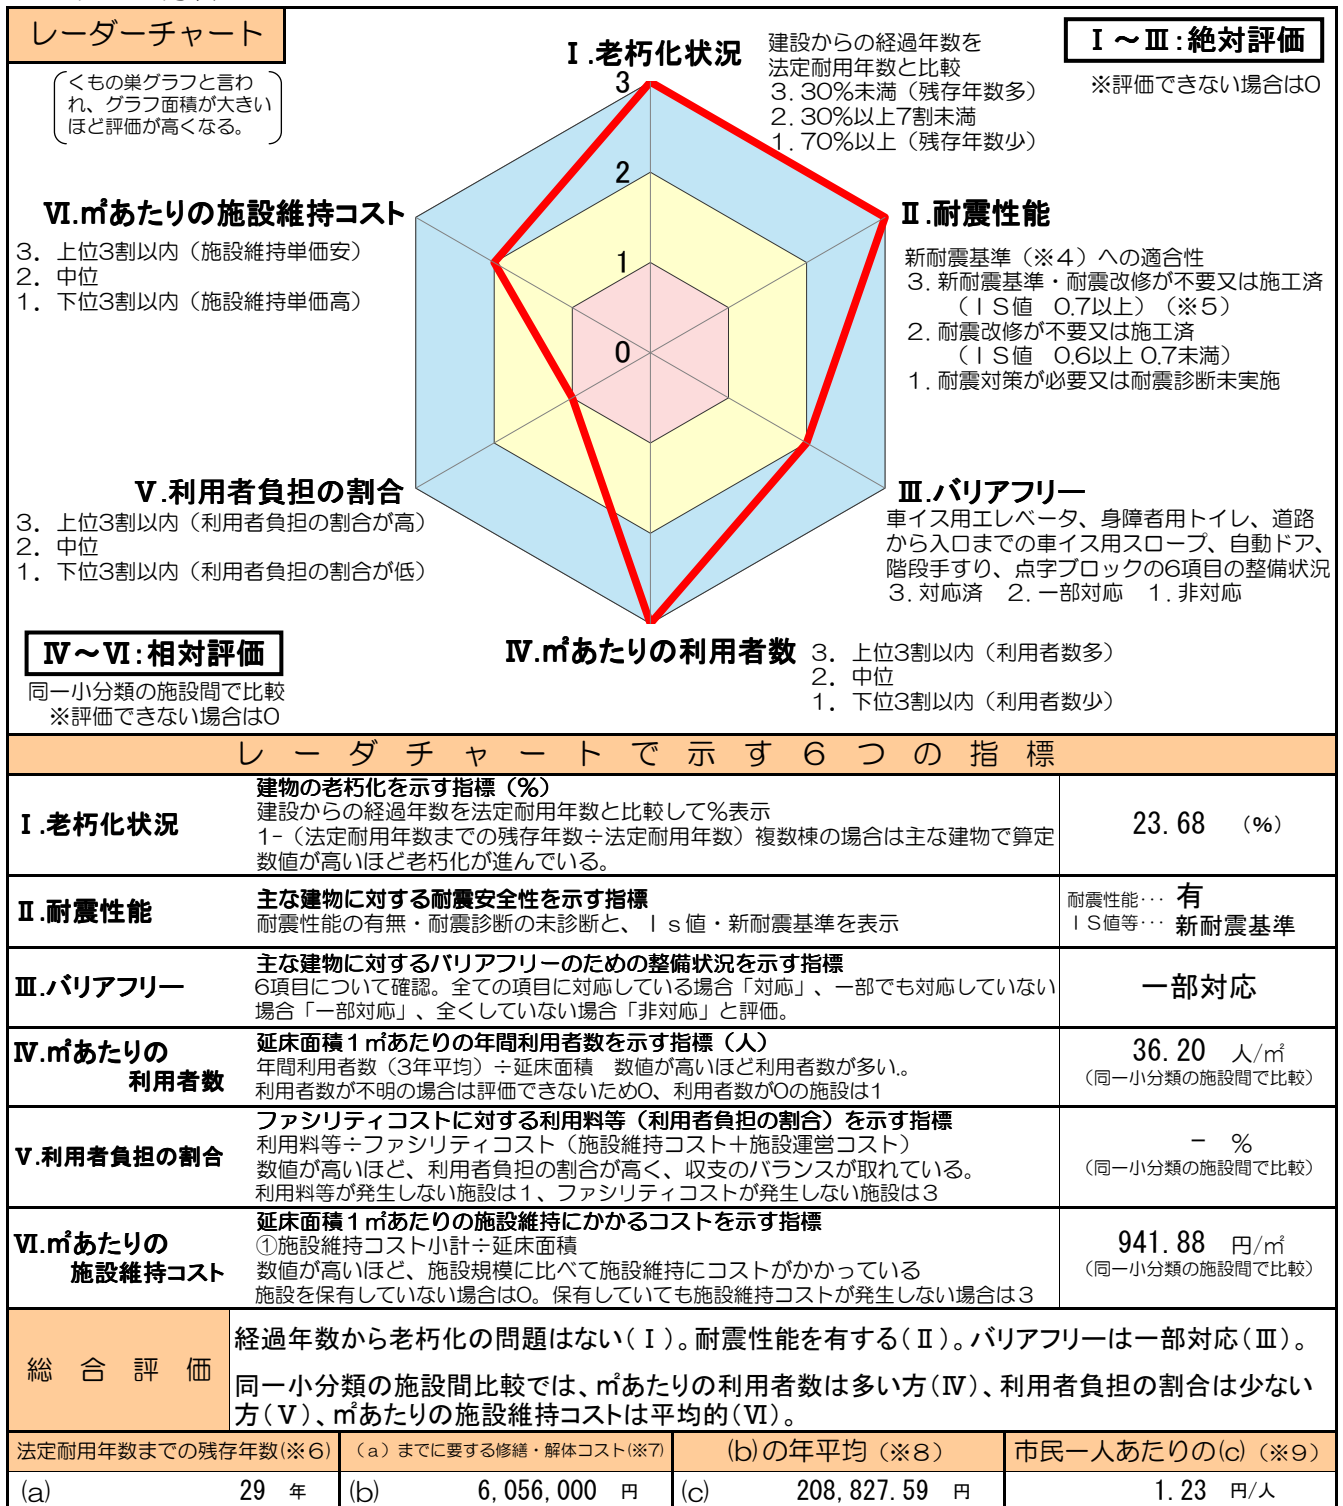 レーダーチャート
くもの巣グラフと言わ
れ、グラフ面積が大きい
ほど評価が高くなる。
Ⅰ.老朽化状況
建設からの経過年数を
法定耐用年数と比較
3. 30%未満（残存年数多）
2. 30%以上7割未満
1. 70%以上（残存年数少）
Ⅰ～Ⅲ:絶対評価
※評価できない場合は0
3
2
1
0
Ⅵ.㎡あたりの施設維持コスト
3. 上位3割以内（施設維持単価安）
2. 中位
1. 下位3割以内（施設維持単価高）
Ⅱ.耐震性能
新耐震基準（※4）への適合性
3. 新耐震基準・耐震改修が不要又は施工済
（ＩＳ値 0.7以上）（※5）
2. 耐震改修が不要又は施工済
（ＩＳ値 0.6以上 0.7未満）
1. 耐震対策が必要又は耐震診断未実施
Ⅴ.利用者負担の割合
3. 上位3割以内（利用者負担の割合が高）
2. 中位
1. 下位3割以内（利用者負担の割合が低）
Ⅲ.バリアフリー
車イス用エレベータ、身障者用トイレ、道路
から入口までの車イス用スロープ、自動ドア、
階段手すり、点字ブロックの6項目の整備状況
3. 対応済 2. 一部対応 1. 非対応
Ⅳ～Ⅵ:相対評価
同一小分類の施設間で比較
※評価できない場合は0
Ⅳ.㎡あたりの利用者数
3. 上位3割以内（利用者数多）
2. 中位
1. 下位3割以内（利用者数少）
レーダチャートで示す６つの指標
Ⅰ.老朽化状況
建物の老朽化を示す指標（%）
建設からの経過年数を法定耐用年数と比較して%表示
1-（法定耐用年数までの残存年数÷法定耐用年数）複数棟の場合は主な建物で算定
数値が高いほど老朽化が進んでいる。
23.68 （%）
Ⅱ.耐震性能
主な建物に対する耐震安全性を示す指標
耐震性能の有無・耐震診断の未診断と、Ｉｓ値・新耐震基準を表示
耐震性能… 有
ＩＳ値等… 新耐震基準
Ⅲ.バリアフリー
主な建物に対するバリアフリーのための整備状況を示す指標
6項目について確認。全ての項目に対応している場合「対応」、一部でも対応していない
場合「一部対応」、全くしていない場合「非対応」と評価。
一部対応
Ⅳ.㎡あたりの
利用者数
延床面積１㎡あたりの年間利用者数を示す指標（人）
年間利用者数（3年平均）÷延床面積 数値が高いほど利用者数が多い。
利用者数が不明の場合は評価できないため0、利用者数が0の施設は1
36.20 人/㎡
（同一小分類の施設間で比較）
Ⅴ.利用者負担の割合
ファシリティコストに対する利用料等（利用者負担の割合）を示す指標
利用料等÷ファシリティコスト（施設維持コスト＋施設運営コスト）
数値が高いほど、利用者負担の割合が高く、収支のバランスが取れている。
利用料等が発生しない施設は１、ファシリティコストが発生しない施設は３
- %
（同一小分類の施設間で比較）
Ⅵ.㎡あたりの
施設維持コスト
延床面積１㎡あたりの施設維持にかかるコストを示す指標
①施設維持コスト小計÷延床面積
数値が高いほど、施設規模に比べて施設維持にコストがかかっている
施設を保有していない場合は0。保有していても施設維持コストが発生しない場合は３
941.88 円/㎡
（同一小分類の施設間で比較）
総合評価
経過年数から老朽化の問題はない(Ⅰ)。耐震性能を有する(Ⅱ)。バリアフリーは一部対応(Ⅲ)。
同一小分類の施設間比較では、㎡あたりの利用者数は多い方(Ⅳ)、利用者負担の割合は少ない
方(Ⅴ)、㎡あたりの施設維持コストは平均的(Ⅵ)。
法定耐用年数までの残存年数(※6) （a）までに要する修繕・解体コスト(※7) (b)の年平均（※8） 市民一人あたりの(c)（※9）
(a) 29 年 (b) 6,056,000 円 (c) 208,827.59 円 1.23 円/人